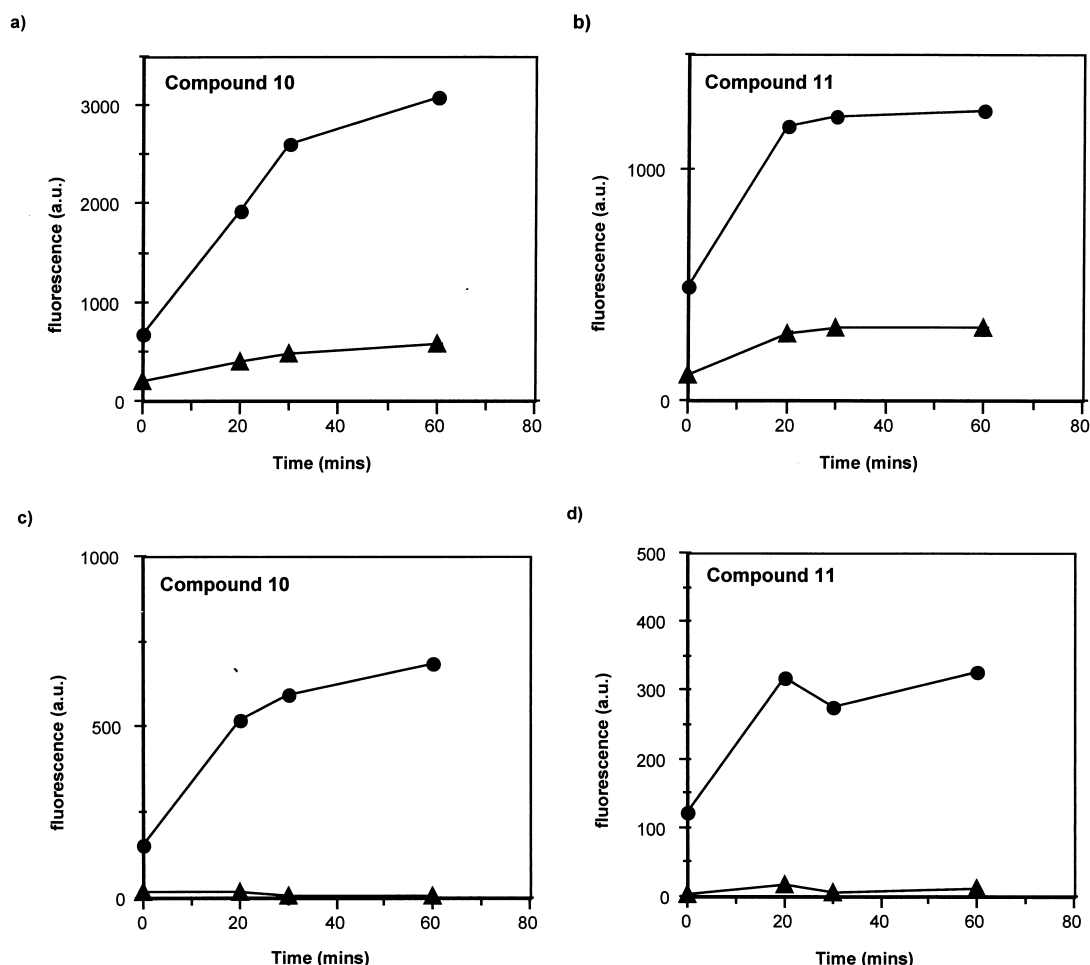 a)
Compound 10
3000
2000
1000
0
fluorescence (a.u.)
0 20 40 60 80
Time (mins)
b)
Compound 11
1000
0
fluorescence (a.u.)
0 20 40 60 80
Time (mins)
c)
Compound 10
1000
500
0
fluorescence (a.u.)
0 20 40 60 80
Time (mins)
d)
Compound 11
500
400
300
200
100
0
fluorescence (a.u.)
0 20 40 60 80
Time (mins)